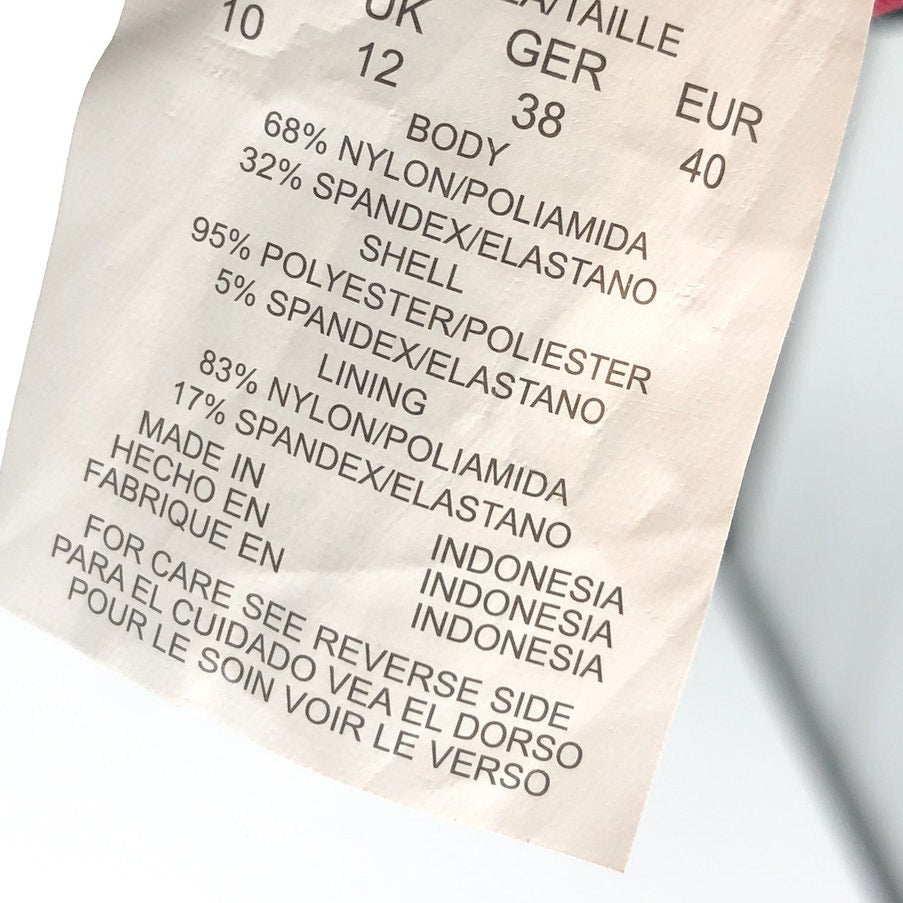 /TAILLE
UK GER EUR
10 12 38 40
BODY
68% NYLON/POLIAMIDA
32% SPANDEX/ELASTANO
SHELL
95% POLYESTER/POLIESTER
5% SPANDEX/ELASTANO
LINING
83% NYLON/POLIAMIDA
17% SPANDEX/ELASTANO
MADE IN INDONESIA
HECHO EN INDONESIA
FABRIQUE EN INDONESIA
FOR CARE SEE REVERSE SIDE
PARA EL CUIDADO VEA EL DORSO
POUR LE SOIN VOIR LE VERSO